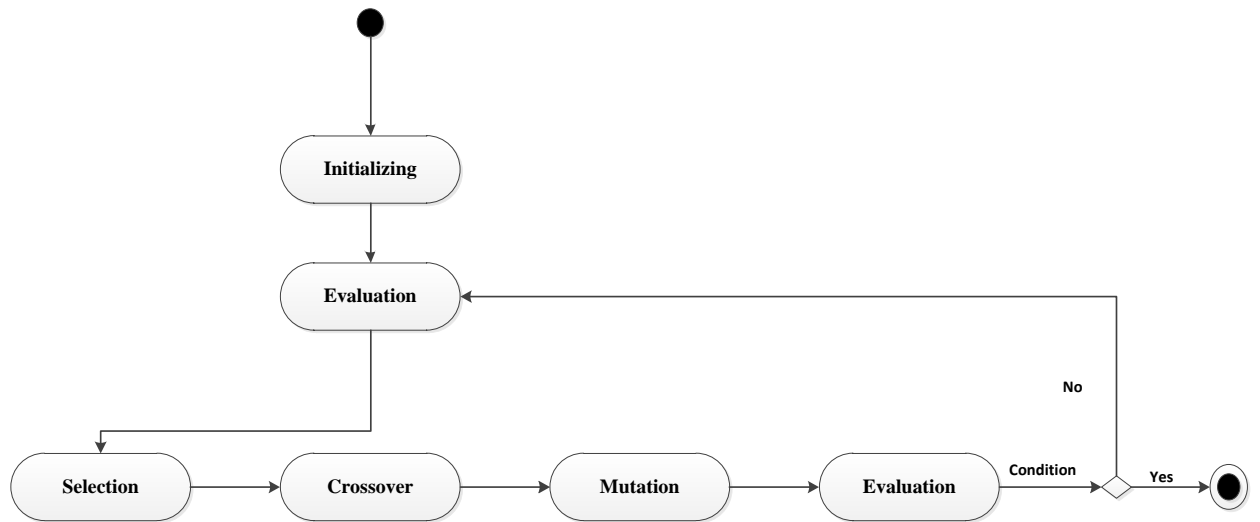 Initializing
Evaluation
No
Selection
Crossover
Mutation
Evaluation
Condition
Yes